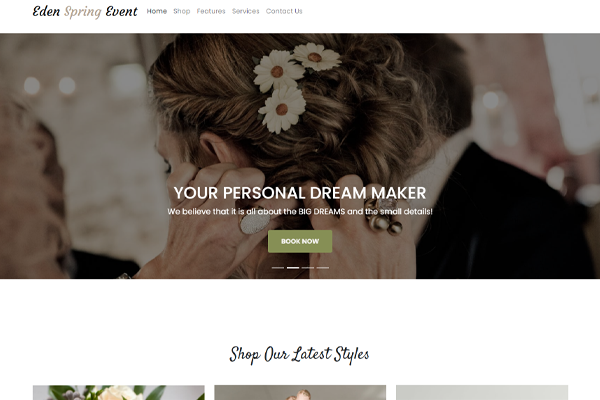 Eden Spring Event
Home Shop Features Services Contact Us
YOUR PERSONAL DREAM MAKER
We believe that it is all about the BIG DREAMS and the small details!
BOOK NOW
Shop Our Latest Styles